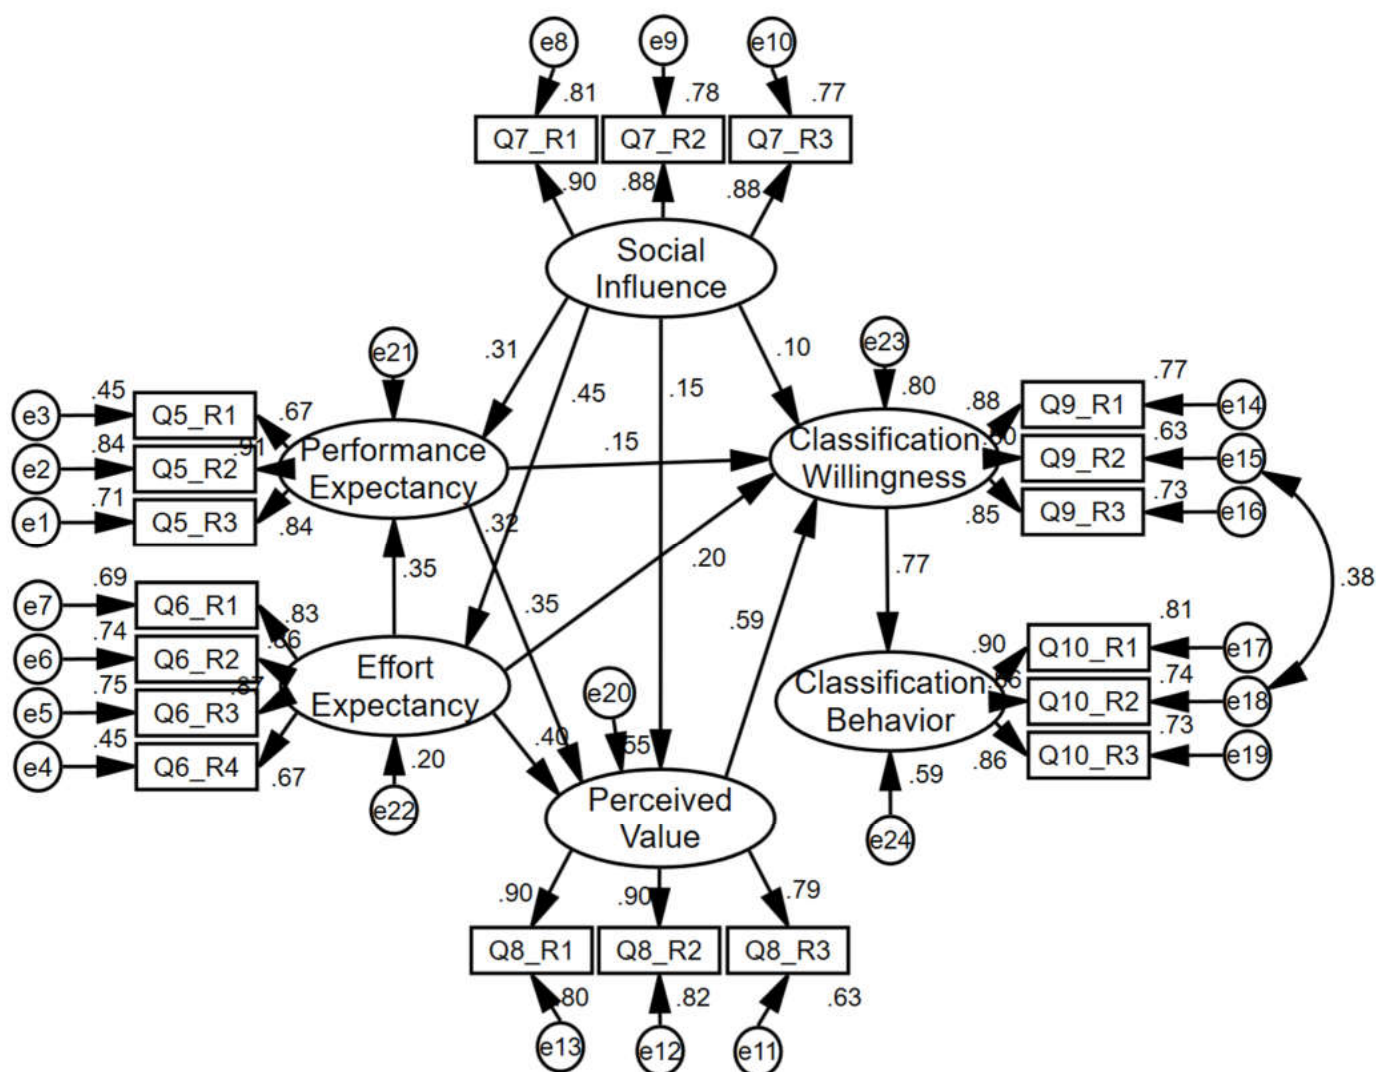 e8
e9
e10
.81
.78
.77
Q7_R1
Q7_R2
Q7_R3
.90
.88
.88
Social
Influence
e21
.31
.10
e23
.45
.15
.80
.77
e3
.45
Q5_R1
.67
e2
.84
Q5_R2
.91
e1
.71
Q5_R3
.84
Performance
Expectancy
.15
Classification
Willingness
.88
Q9_R1
e14
.63
Q9_R2
e15
.85
.73
Q9_R3
e16
.32
.35
.35
.20
.59
.77
.38
e7
.69
Q6_R1
.83
e6
.74
Q6_R2
e5
.75
Q6_R3
.87
e4
.45
Q6_R4
.67
Effort
Expectancy
.20
e22
.40
e20
.55
Perceived
Value
Classification
Behavior
.90
.81
Q10_R1
e17
.74
Q10_R2
e18
.86
.73
Q10_R3
e19
.59
e24
.90
.90
.79
Q8_R1
Q8_R2
Q8_R3
.80
.82
.63
e13
e12
e11